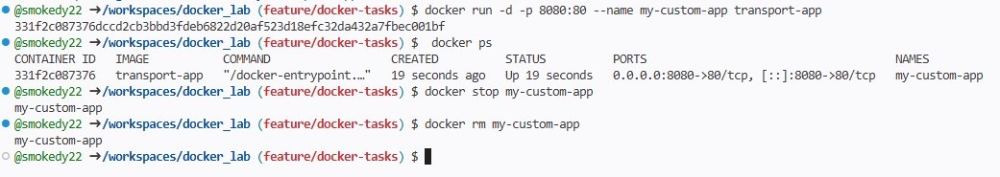 @smokedy22 ➜/workspaces/docker_lab (feature/docker-tasks) $ docker run -d -p 8080:80 --name my-custom-app transport-app
331f2c087376dccd2cb3bbd3fdeb6822d20af523d18efc32da432a7fbec001bf
@smokedy22 ➜/workspaces/docker_lab (feature/docker-tasks) $  docker ps
CONTAINER ID   IMAGE           COMMAND                  CREATED          STATUS          PORTS                                     NAMES
331f2c087376   transport-app   "/docker-entrypoint.…"   19 seconds ago   Up 19 seconds   0.0.0.0:8080->80/tcp, [::]:8080->80/tcp   my-custom-app
@smokedy22 ➜/workspaces/docker_lab (feature/docker-tasks) $ docker stop my-custom-app
my-custom-app
@smokedy22 ➜/workspaces/docker_lab (feature/docker-tasks) $ docker rm my-custom-app
my-custom-app
@smokedy22 ➜/workspaces/docker_lab (feature/docker-tasks) $